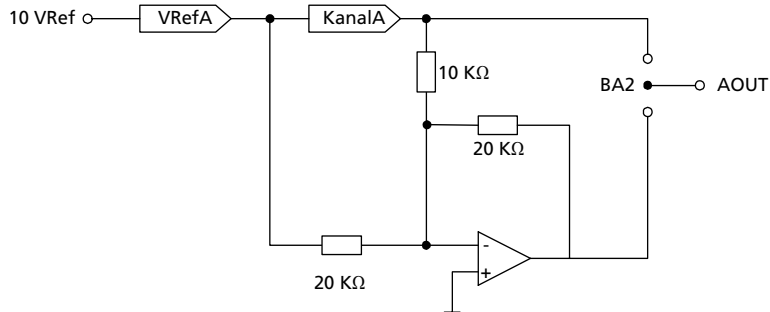 10 VRef
VRefA
KanalA
10 KΩ
BA2
AOUT
20 KΩ
-
+
20 KΩ